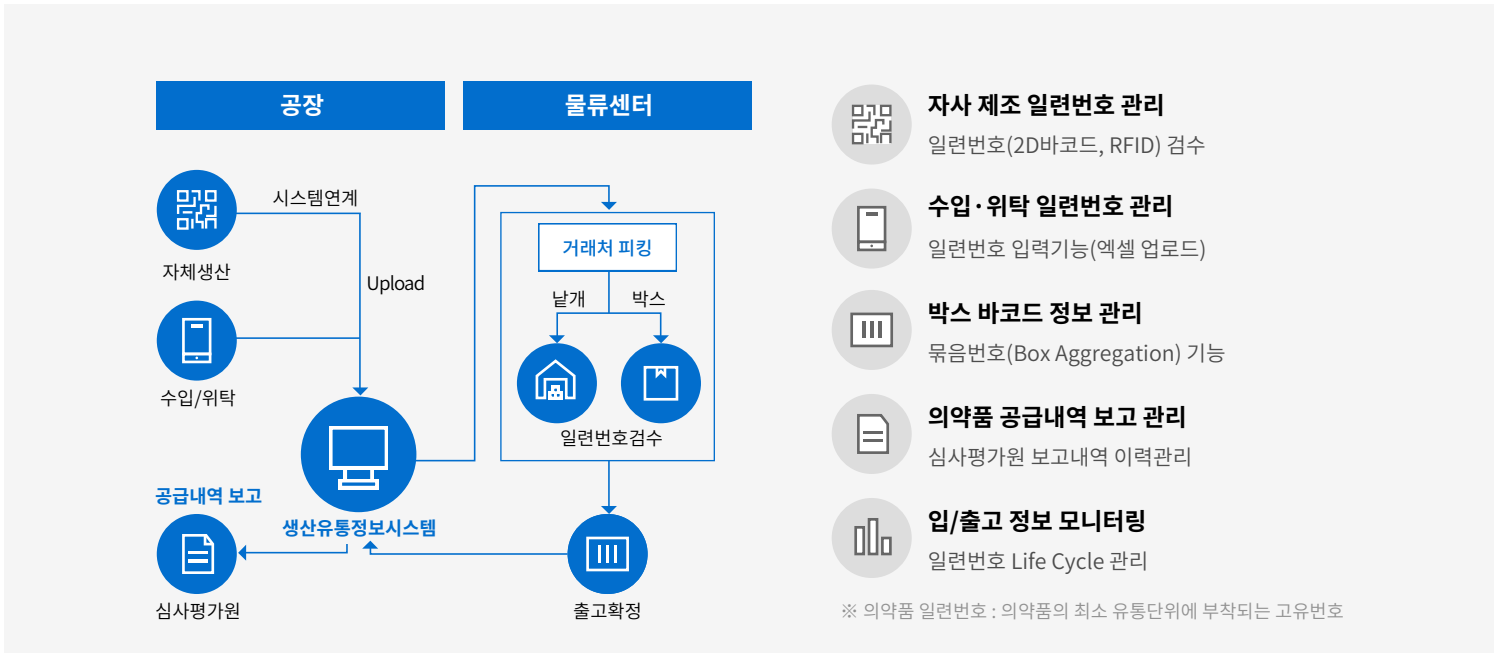 공장
물류센터
시스템연계
자체생산
Upload
수입/위탁
거래처 피킹
낱개
박스
일련번호검수
공급내역 보고
생산유통정보시스템
심사평가원
출고확정
자사 제조 일련번호 관리
일련번호(2D바코드, RFID) 검수
수입·위탁 일련번호 관리
일련번호 입력기능(엑셀 업로드)
박스 바코드 정보 관리
묶음번호(Box Aggregation) 기능
의약품 공급내역 보고 관리
심사평가원 보고내역 이력관리
입/출고 정보 모니터링
일련번호 Life Cycle 관리
※ 의약품 일련번호 : 의약품의 최소 유통단위에 부착되는 고유번호